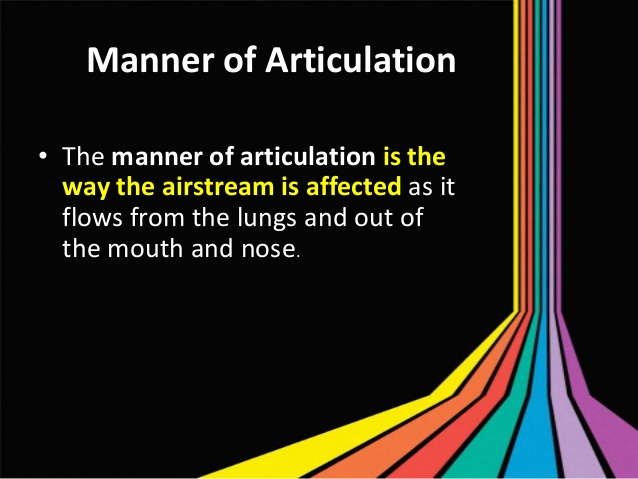 Manner of Articulation
• The manner of articulation is the
way the airstream is affected as it
flows from the lungs and out of
the mouth and nose.